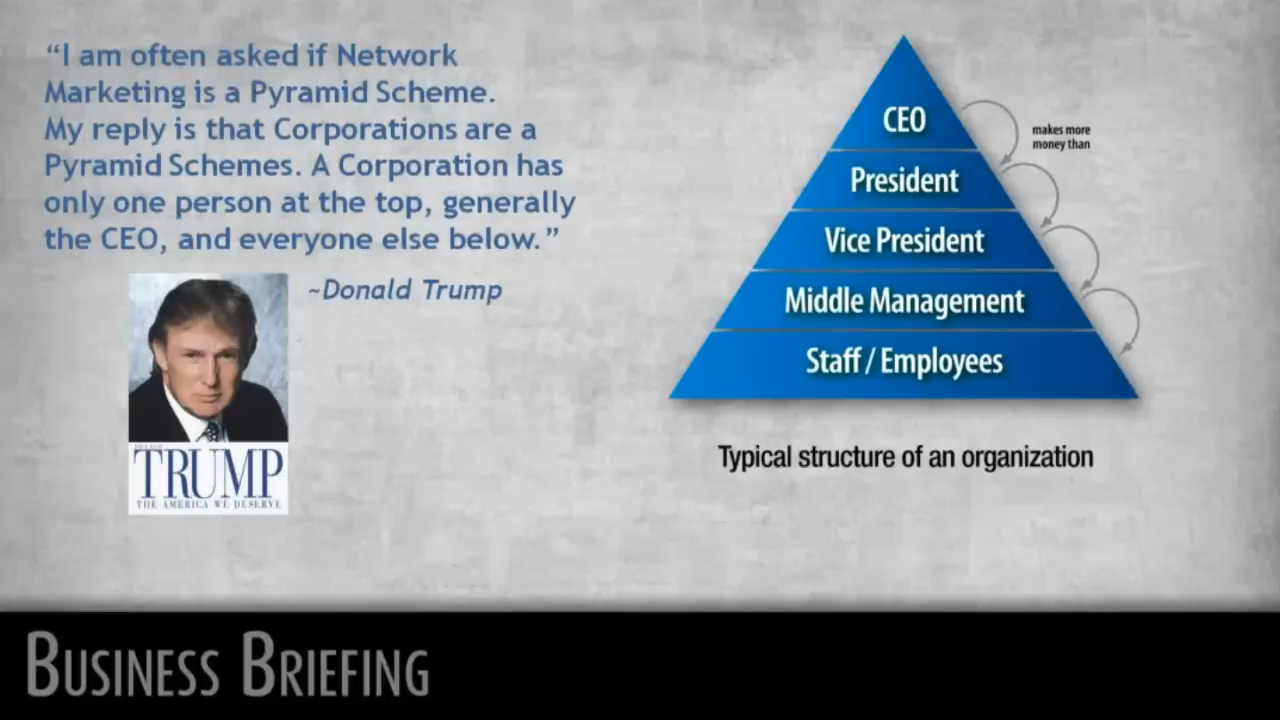 “I am often asked if Network
Marketing is a Pyramid Scheme.
My reply is that Corporations are a
Pyramid Schemes. A Corporation has
only one person at the top, generally
the CEO, and everyone else below.”
~Donald Trump
TRUMP
THE AMERICA WE DESERVE
CEO
makes more
money than
President
Vice President
Middle Management
Staff / Employees
Typical structure of an organization
BUSINESS BRIEFING